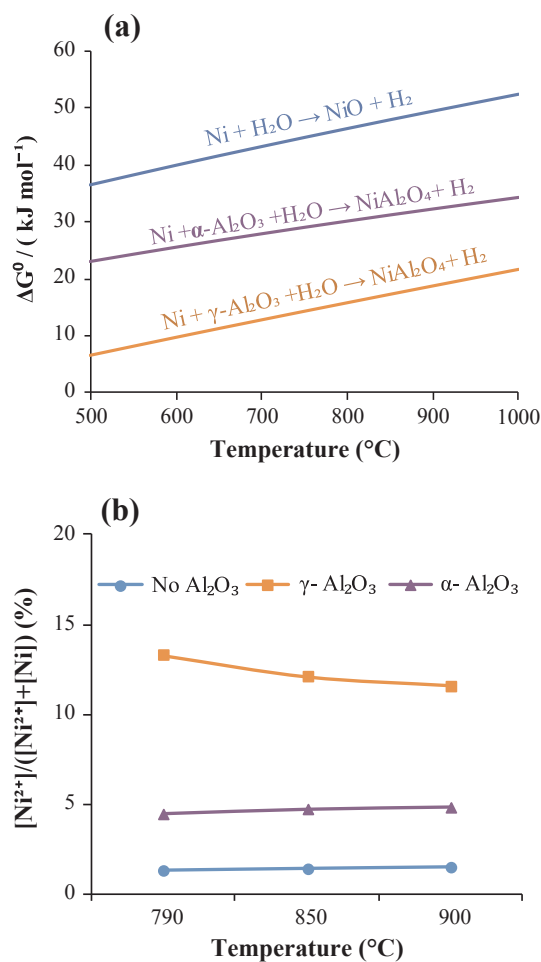 (a)
60
50
40
30
20
10
0
ΔG⁰ / ( kJ mol⁻¹)
Ni + H₂O → NiO + H₂
Ni +α-Al₂O₃ +H₂O → NiAl₂O₄+ H₂
Ni + γ-Al₂O₃ +H₂O → NiAl₂O₄+ H₂
500 600 700 800 900 1000
Temperature (°C)
(b)
20
15
10
5
0
[Ni²⁺]/([Ni²⁺]+[Ni]) (%)
No Al₂O₃ γ- Al₂O₃ α- Al₂O₃
790 850 900
Temperature (°C)